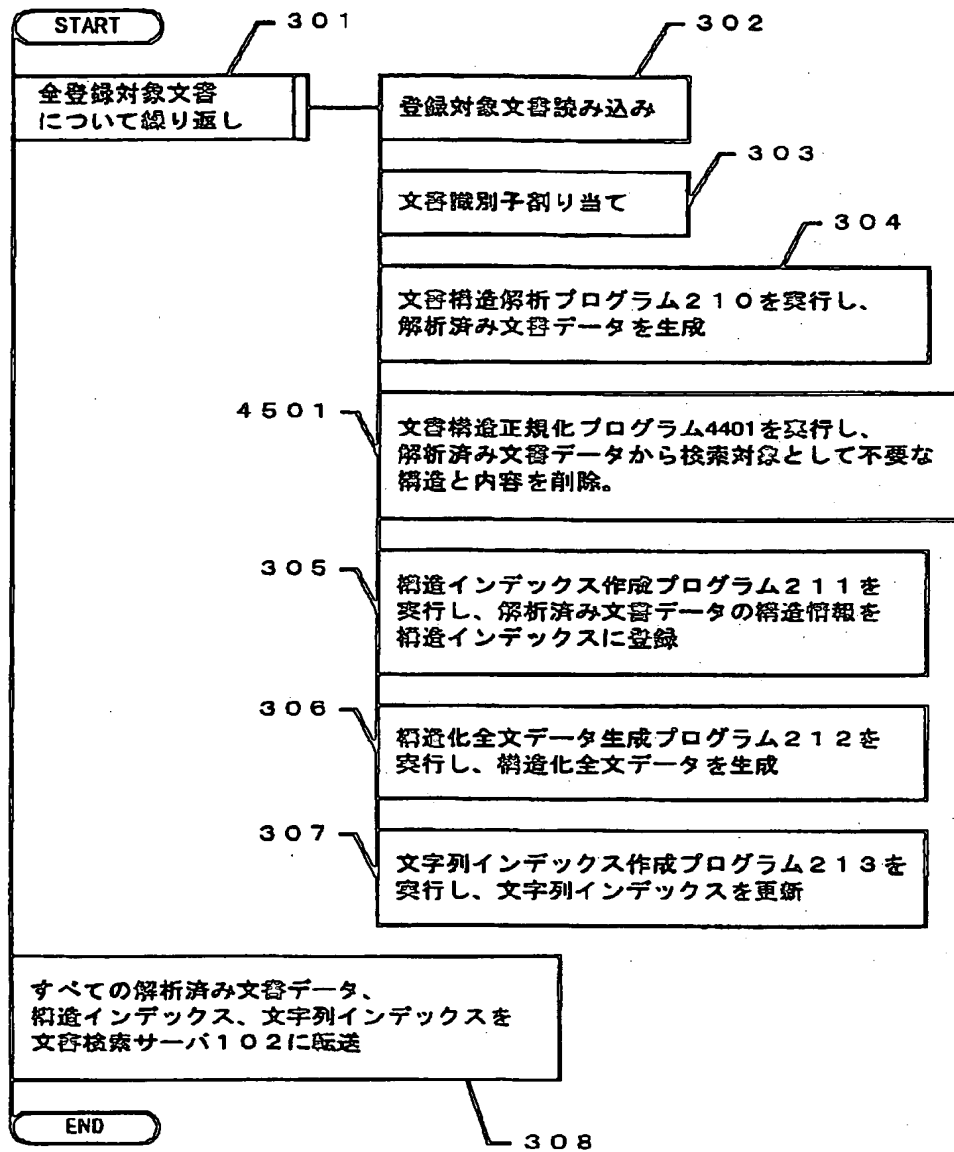 START
301
302
全登録対象文書
について繰り返し
登録対象文書読み込み
303
文書識別子割り当て
304
文書構造解析プログラム210を実行し、
解析済み文書データを生成
4501
文書構造正規化プログラム4401を実行し、
解析済み文書データから検索対象として不要な
構造と内容を削除。
305
構造インデックス作成プログラム211を
実行し、解析済み文書データの構造情報を
構造インデックスに登録
306
構造化全文データ生成プログラム212を
実行し、構造化全文データを生成
307
文字列インデックス作成プログラム213を
実行し、文字列インデックスを更新
すべての解析済み文書データ、
構造インデックス、文字列インデックスを
文書検索サーバ102に転送
END
308